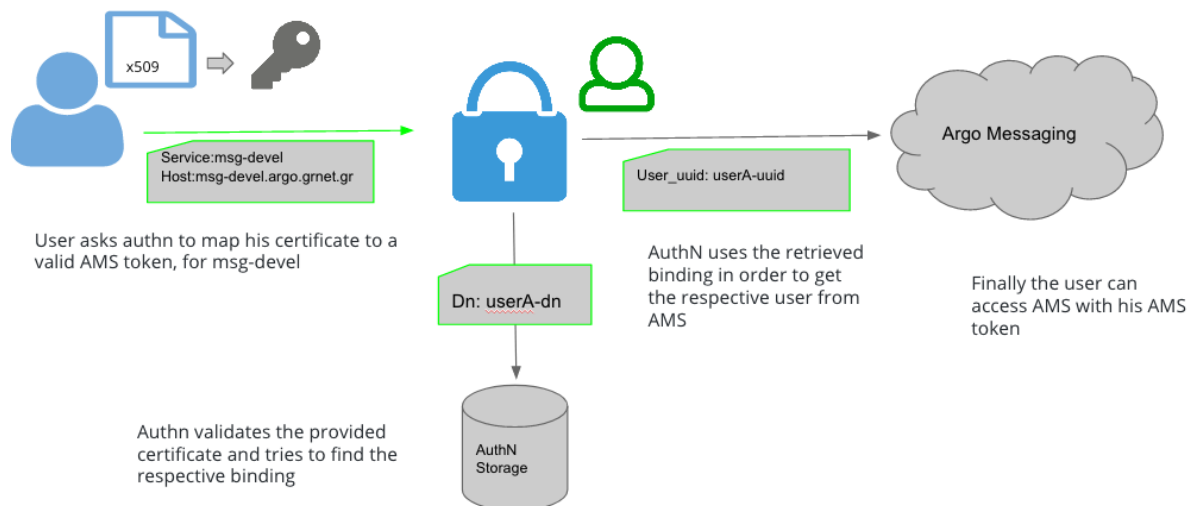 x509
Service:msg-devel
Host:msg-devel.argo.grnet.gr
User asks authn to map his certificate to a
valid AMS token, for msg-devel
User_uuid: userA-uuid
Argo Messaging
AuthN uses the retrieved
binding in order to get
the respective user from
AMS
Finally the user can
access AMS with his AMS
token
Dn: userA-dn
Authn validates the provided
certificate and tries to find the
respective binding
AuthN
Storage